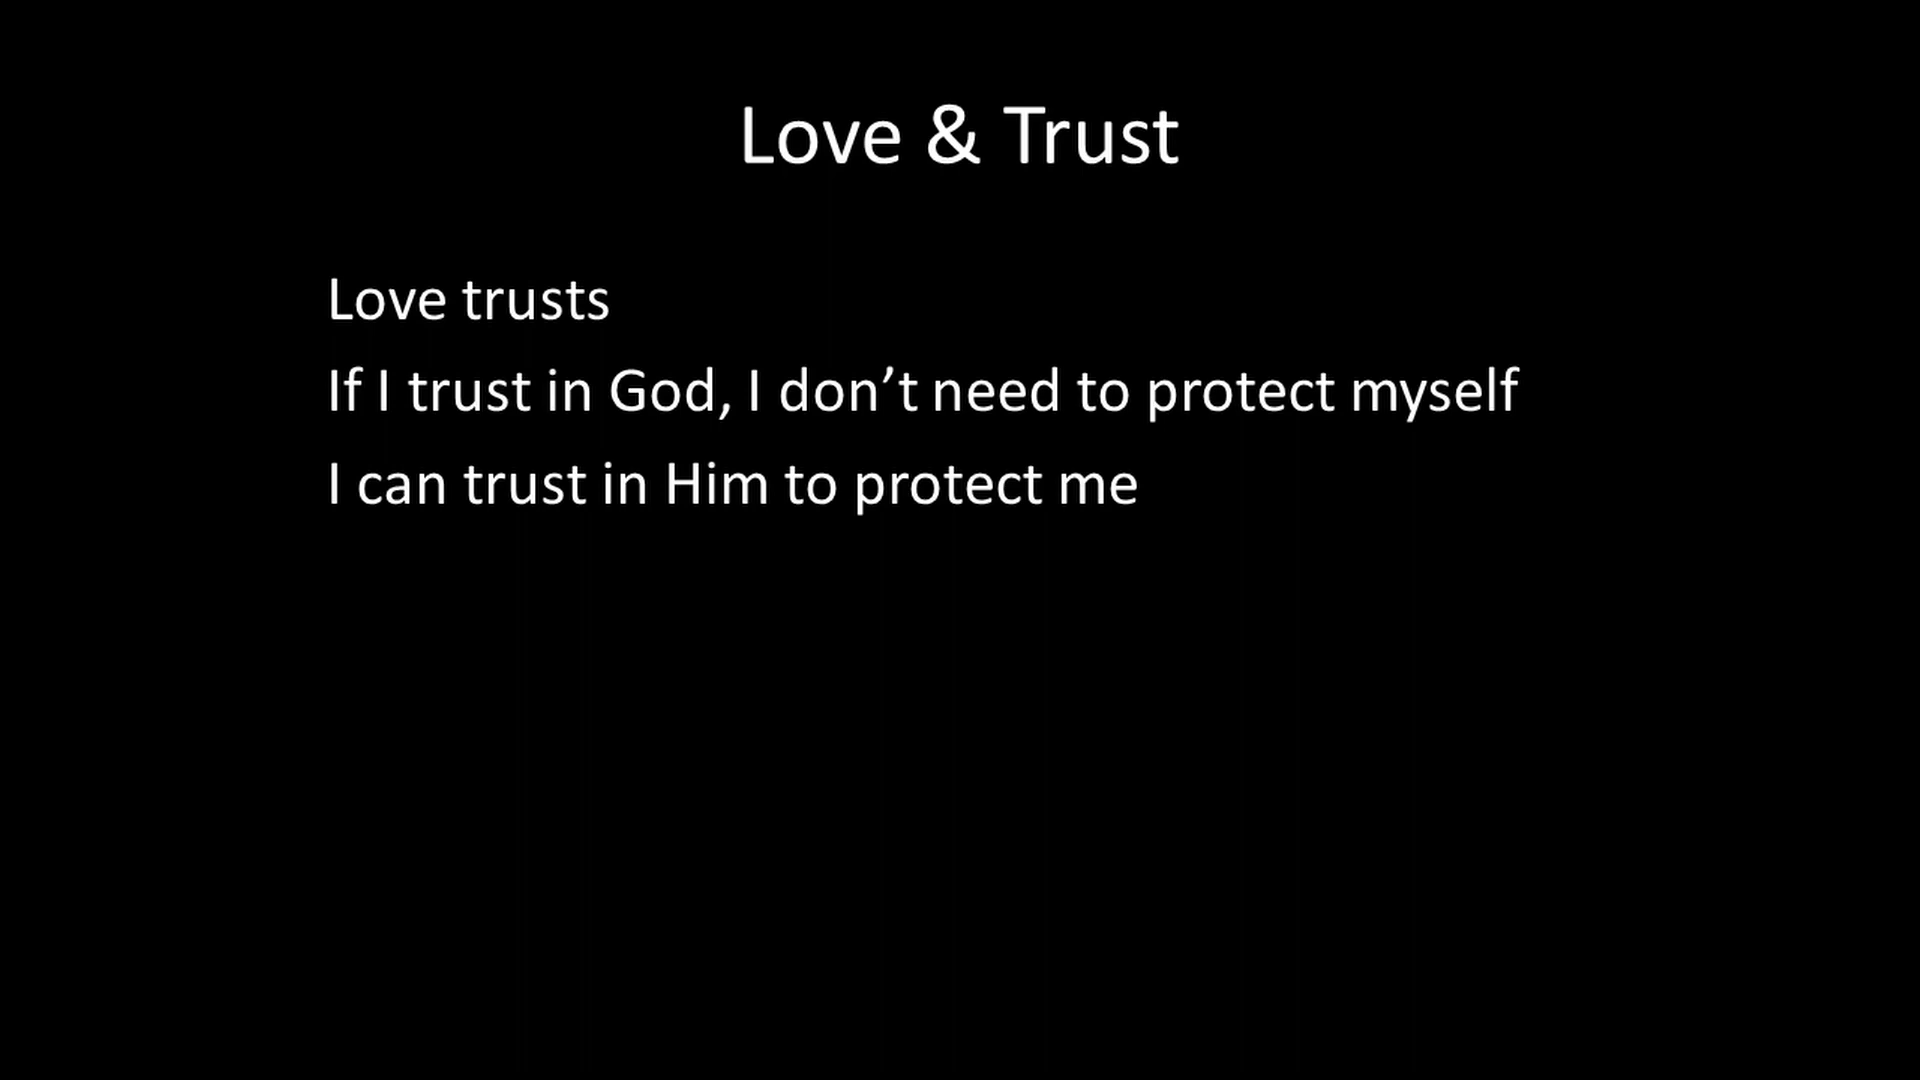 Love & Trust
Love trusts
If I trust in God, I don’t need to protect myself
I can trust in Him to protect me